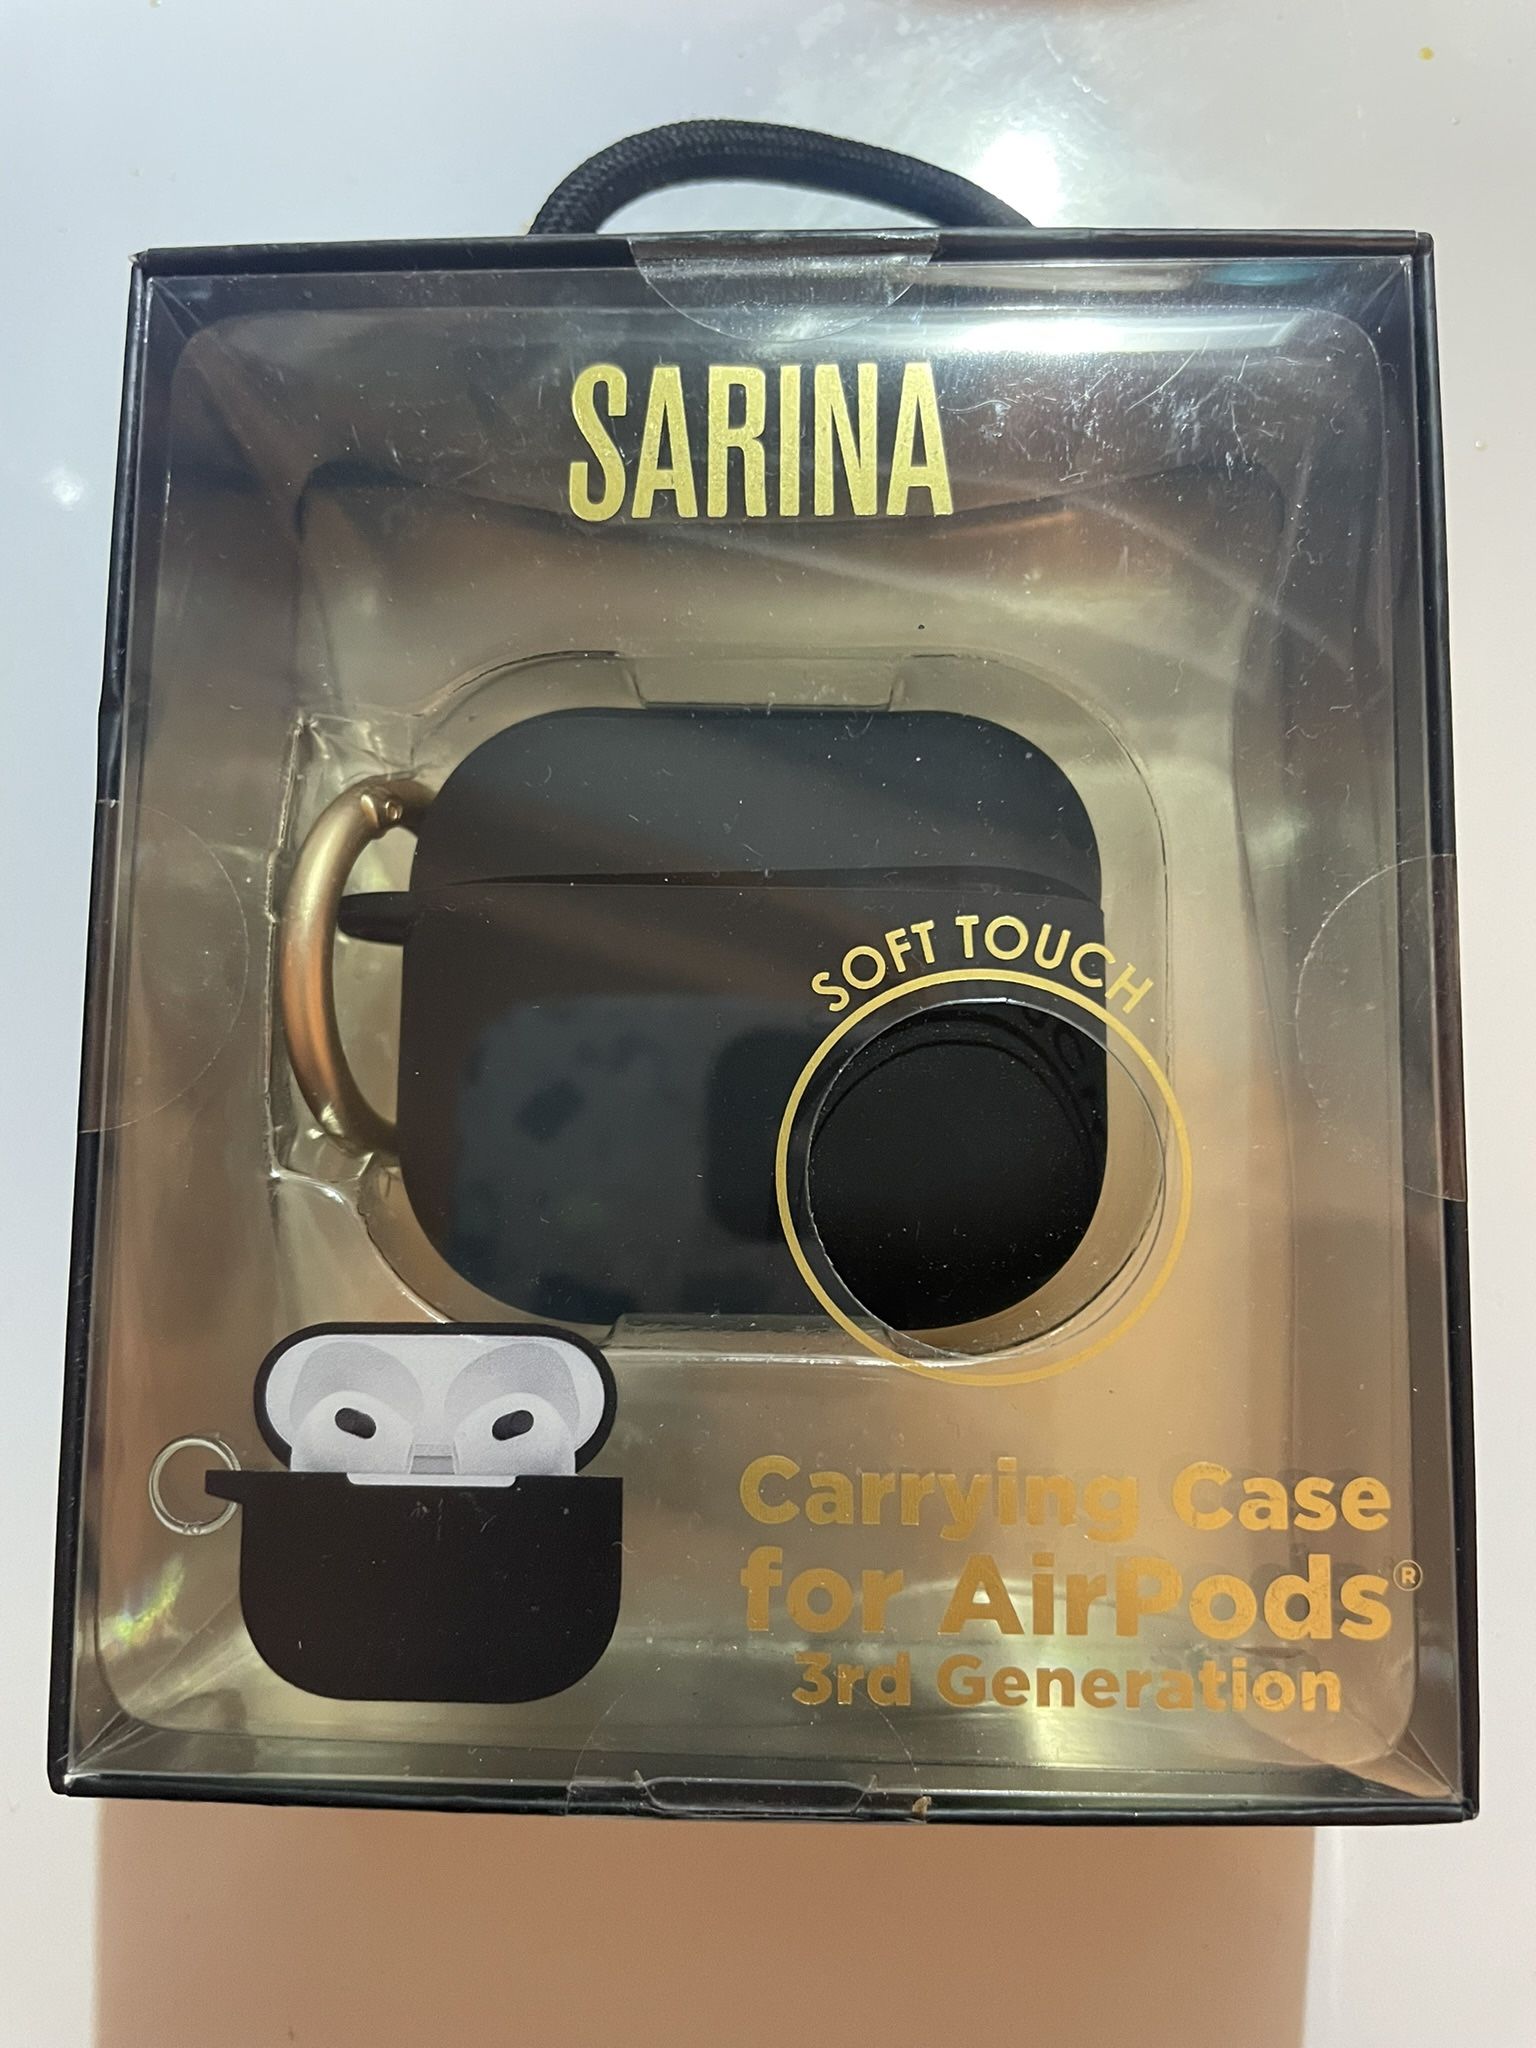 SARINA
SOFT TOUCH
Carrying Case
for AirPods®
3rd Generation